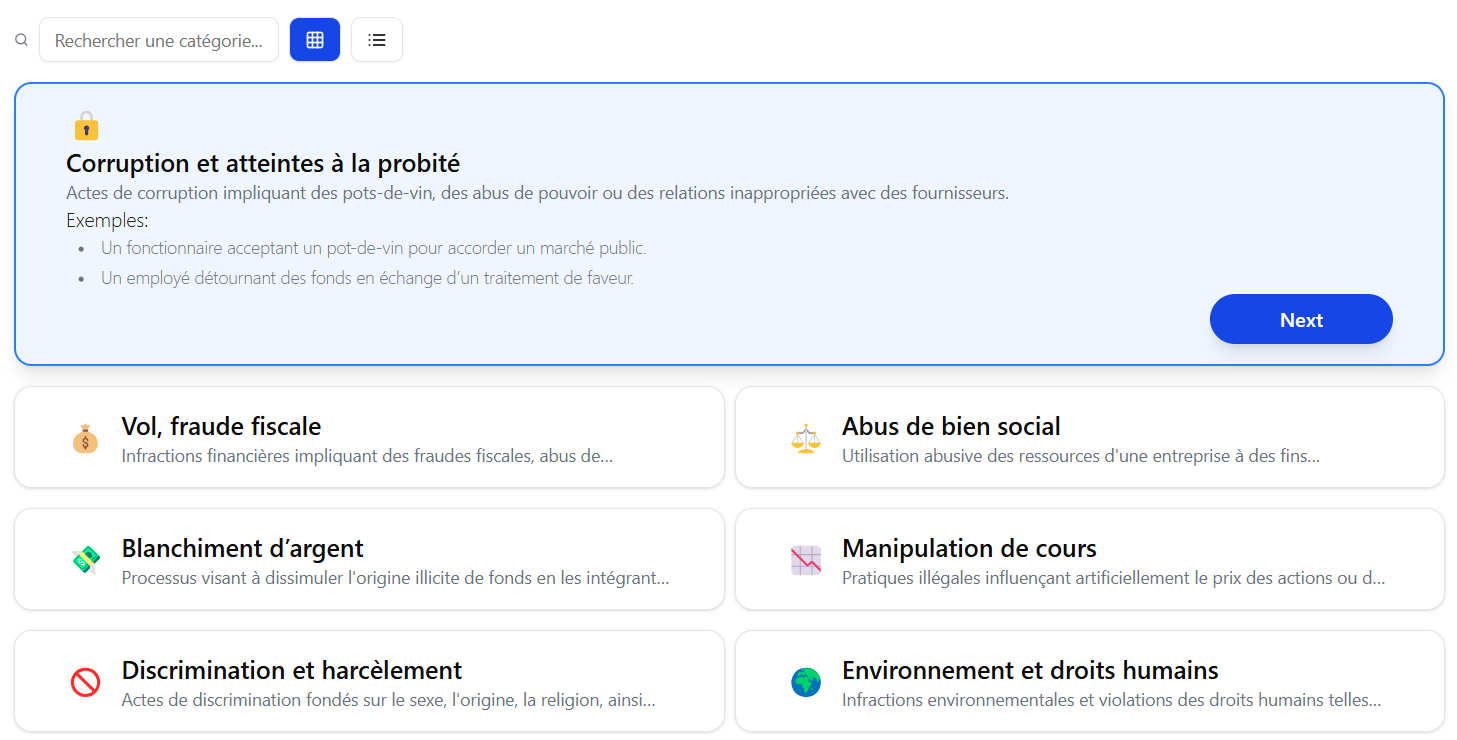 Rechercher une catégorie...
Corruption et atteintes à la probité
Actes de corruption impliquant des pots-de-vin, des abus de pouvoir ou des relations inappropriées avec des fournisseurs.
Exemples:
• Un fonctionnaire acceptant un pot-de-vin pour accorder un marché public.
• Un employé détournant des fonds en échange d’un traitement de faveur.
Next
Vol, fraude fiscale
Infractions financières impliquant des fraudes fiscales, abus de...
Abus de bien social
Utilisation abusive des ressources d'une entreprise à des fins...
Blanchiment d’argent
Processus visant à dissimuler l'origine illicite de fonds en les intégrant...
Manipulation de cours
Pratiques illégales influençant artificiellement le prix des actions ou d...
Discrimination et harcèlement
Actes de discrimination fondés sur le sexe, l'origine, la religion, ainsi...
Environnement et droits humains
Infractions environnementales et violations des droits humains telles...